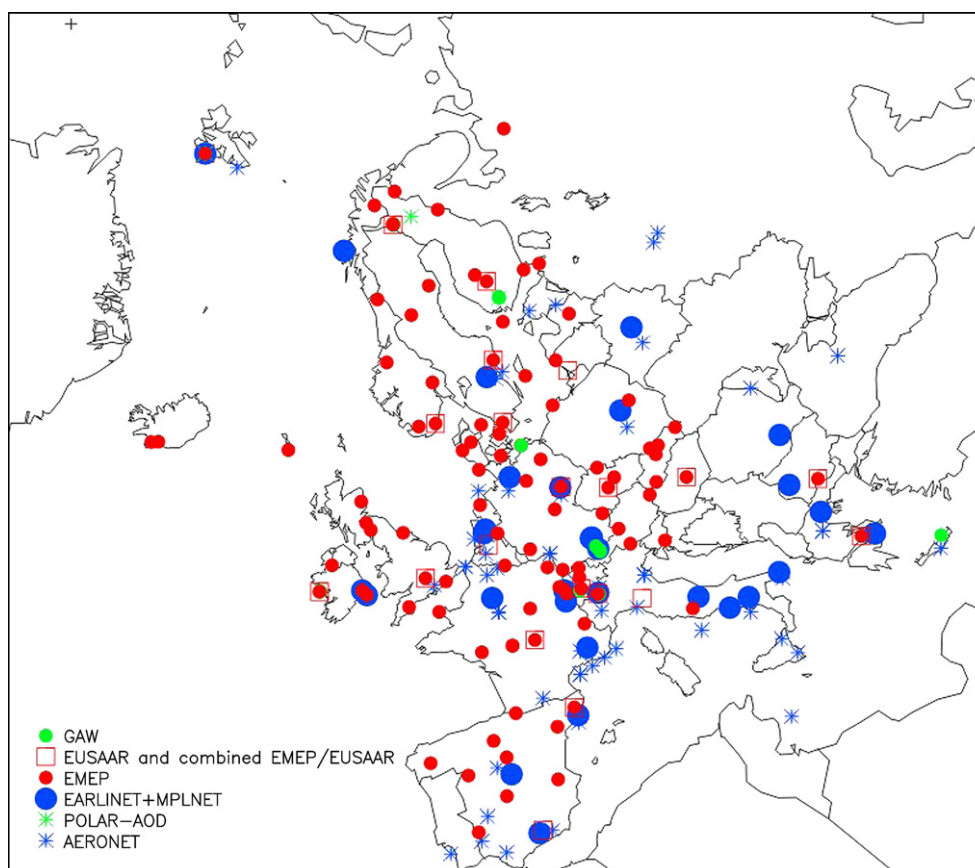 GAW
EUSAAR and combined EMEP/EUSAAR
EMEP
EARLINET+MPLNET
POLAR-AOD
AERONET